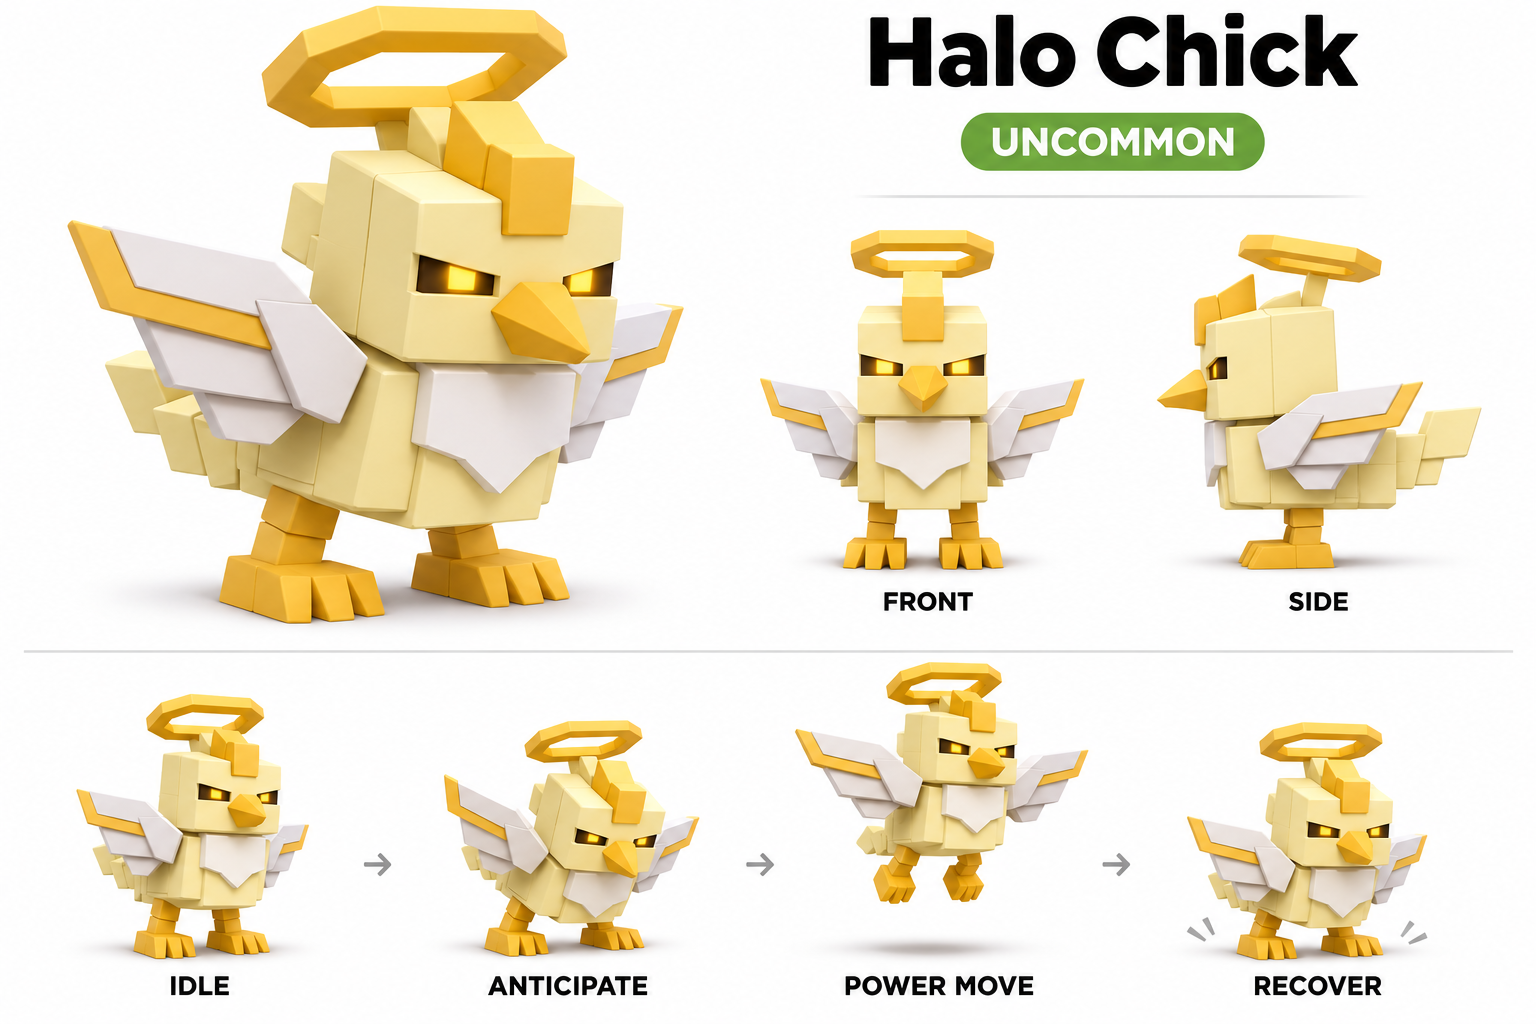 Halo Chick
UNCOMMON
FRONT
SIDE
IDLE
ANTICIPATE
POWER MOVE
RECOVER